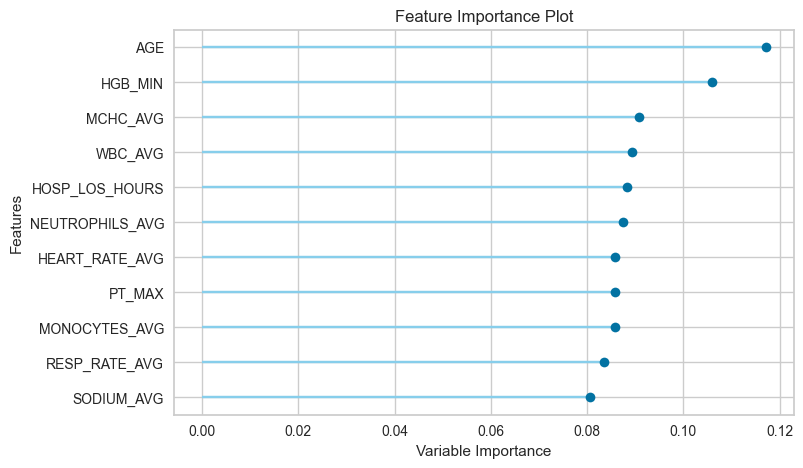 Feature Importance Plot
Features
AGE
HGB_MIN
MCHC_AVG
WBC_AVG
HOSP_LOS_HOURS
NEUTROPHILS_AVG
HEART_RATE_AVG
PT_MAX
MONOCYTES_AVG
RESP_RATE_AVG
SODIUM_AVG
0.00 0.02 0.04 0.06 0.08 0.10 0.12
Variable Importance